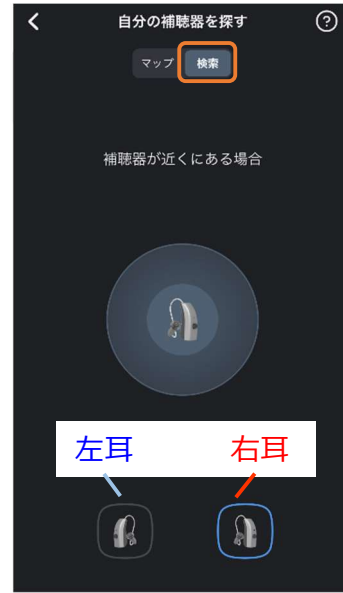 自分の補聴器を探す
マップ 検索
補聴器が近くにある場合
左耳 右耳